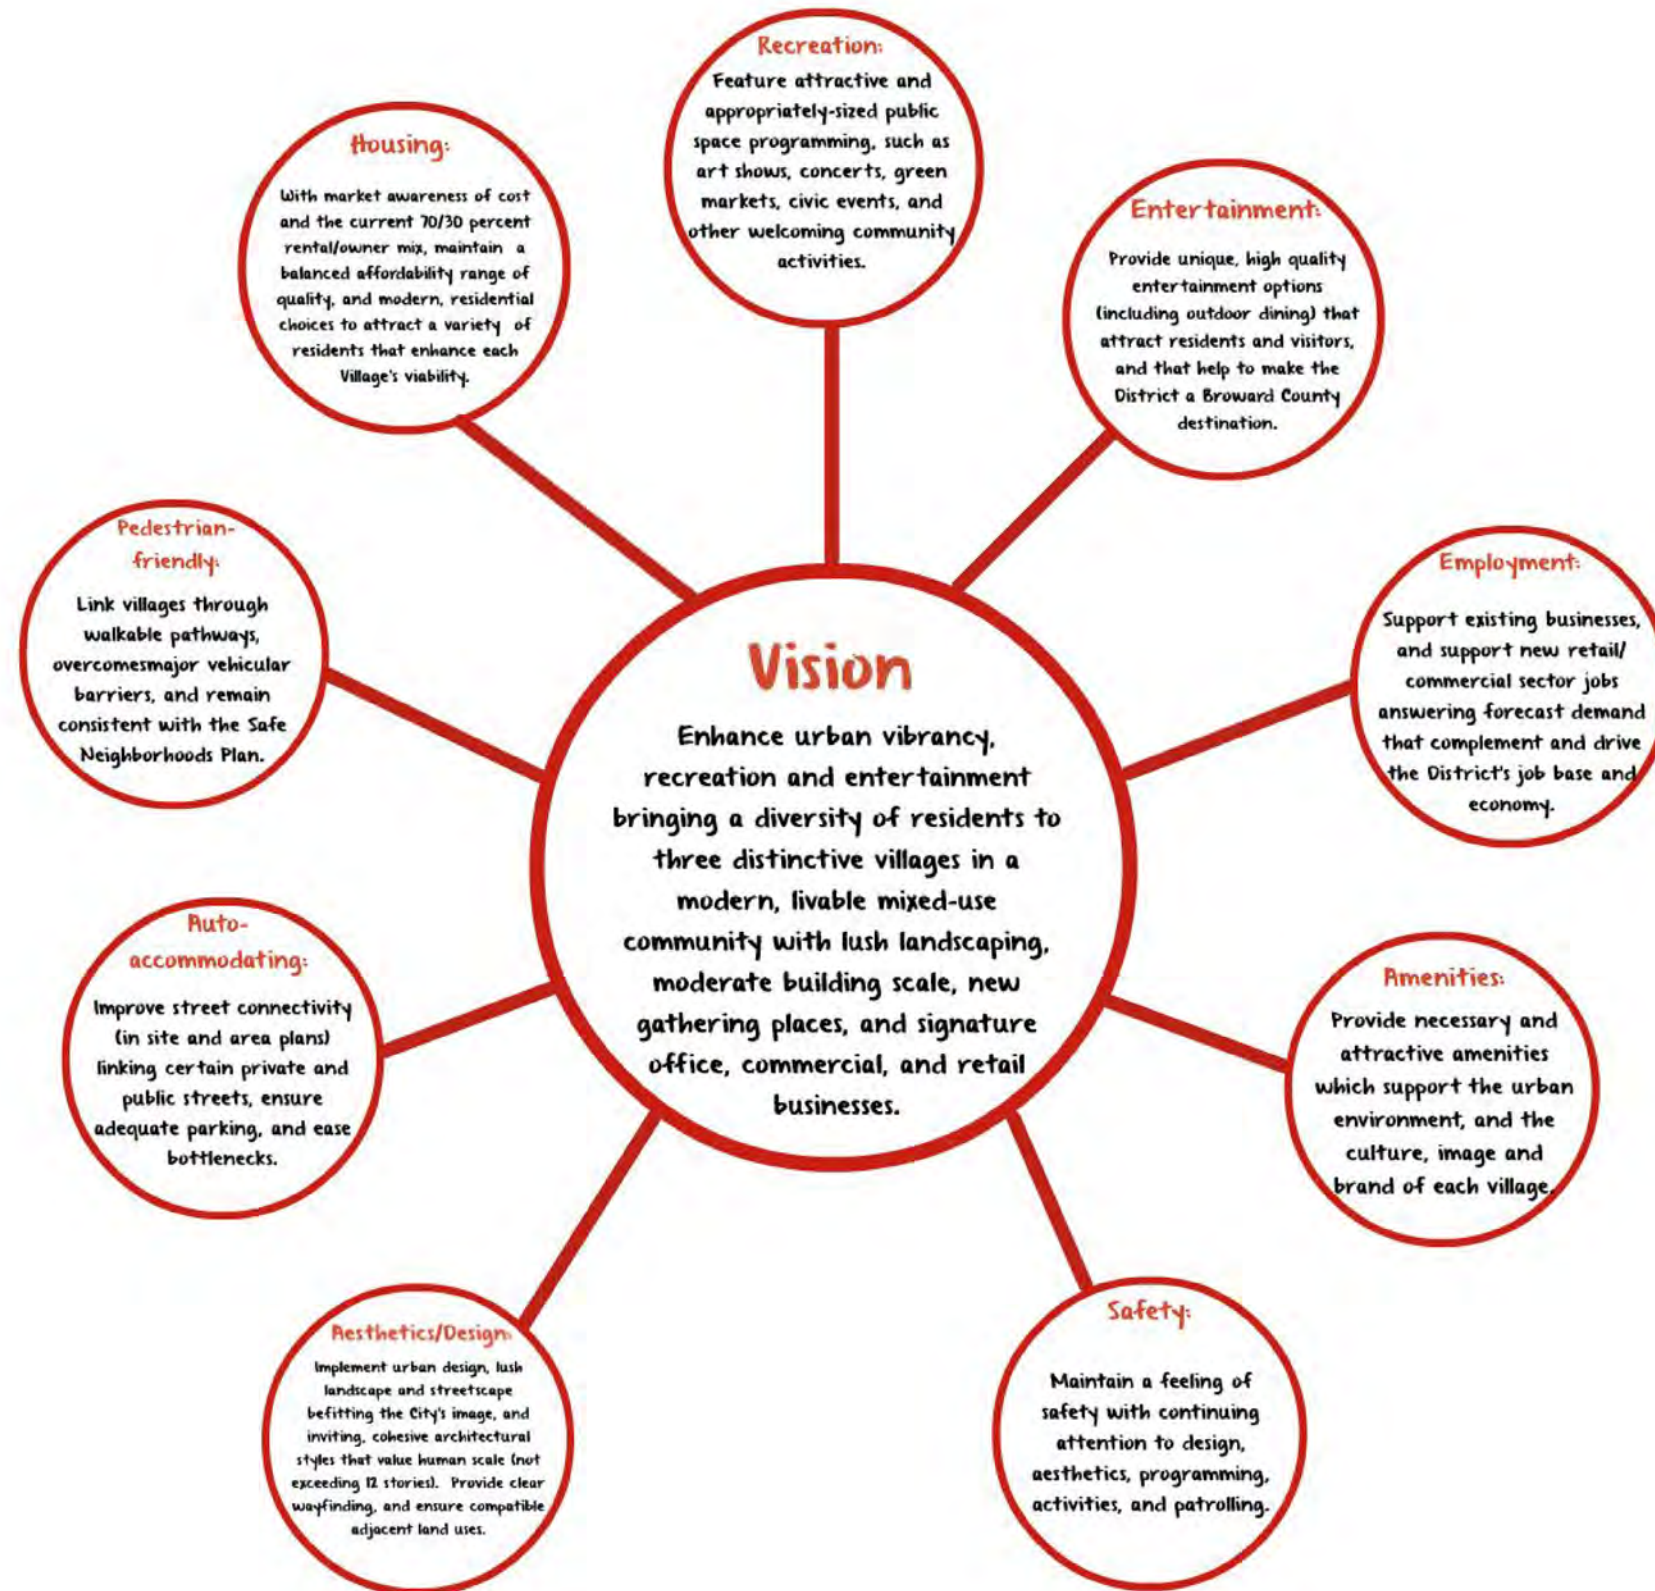 Recreation:
Feature attractive and
appropriately-sized public
space programming, such as
art shows, concerts, green
markets, civic events, and
other welcoming community
activities.
Housing:
With market awareness of cost
and the current 70/30 percent
rental/owner mix, maintain a
balanced affordability range of
quality, and modern, residential
choices to attract a variety of
residents that enhance each
Village's viability.
Entertainment:
Provide unique, high quality
entertainment options
(including outdoor dining) that
attract residents and visitors,
and that help to make the
District a Broward County
destination.
Pedestrian-
friendly:
Link villages through
walkable pathways,
overcomesmajor vehicular
barriers, and remain
consistent with the Safe
Neighborhoods Plan.
Employment:
Support existing businesses,
and support new retail/
commercial sector jobs
answering forecast demand
that complement and drive
the District's job base and
economy.
Vision
Enhance urban vibrancy,
recreation and entertainment
bringing a diversity of residents to
three distinctive villages in a
modern, livable mixed-use
community with lush landscaping,
moderate building scale, new
gathering places, and signature
office, commercial, and retail
businesses.
Auto-
accommodating:
Improve street connectivity
(in site and area plans)
linking certain private and
public streets, ensure
adequate parking, and ease
bottlenecks.
Amenities:
Provide necessary and
attractive amenities
which support the urban
environment, and the
culture, image and
brand of each village.
Aesthetics/Design:
Implement urban design, lush
landscape and streetscape
befitting the City's image, and
inviting, cohesive architectural
styles that value human scale (not
exceeding 12 stories). Provide clear
wayfinding, and ensure compatible
adjacent land uses.
Safety:
Maintain a feeling of
safety with continuing
attention to design,
aesthetics, programming,
activities, and patrolling.